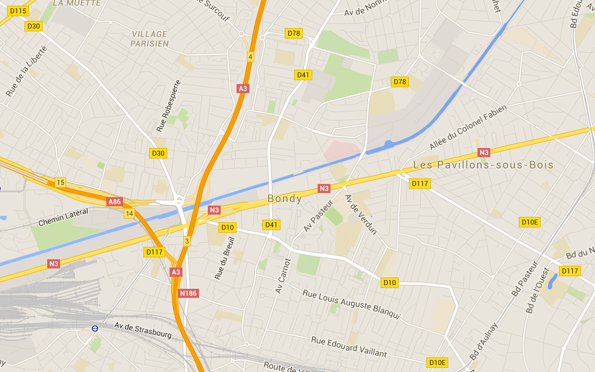 LA MUETTE
D115
D30
Rue Surcouf
Av de Nonn
D78
VILLAGE
PARISIEN
4
D41
Rue de la Liberté
Rue Robespierre
A3
D78
Bd Edou
Allée du Colonel Fabien
D30
N3
Les Pavillons-sous-Bois
15
A86
14
N3
D117
Chemin Latéral
N3
Bondy
Av Pasteur
Av de Verdun
D10
D41
D10E
3
D117
Rue du Breuil
Bd du N
N3
A3
Av Carnot
D10
Bd Pasteur
Bd de l'Ouest
D117
N186
Rue Louis Auguste Blanqui
Av de Strasbourg
Rue Edouard Vaillant
Bd d'Aulnay
D10E
Route de